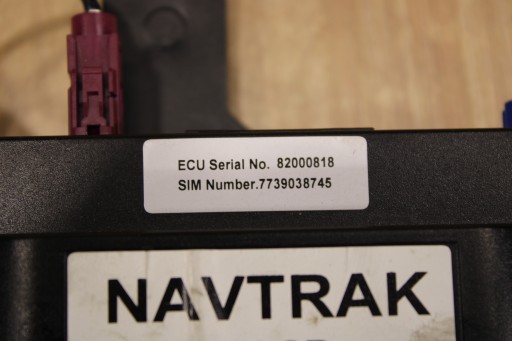 ECU Serial No. 82000818
SIM Number.7739038745
NAVTRAK